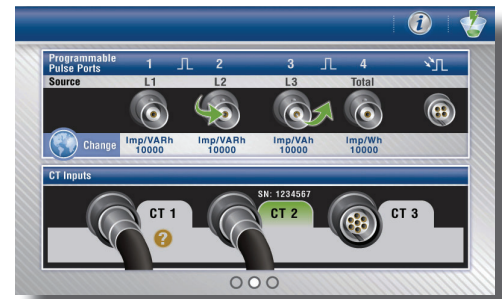 i
Programmable
Pulse Ports
1 2 3 4
Source L1 L2 L3 Total
Change
Imp/VARh Imp/VARh Imp/VAh Imp/Wh
10000 10000 10000 10000
CT Inputs
SN: 1234567
CT 1 CT 2 CT 3
?